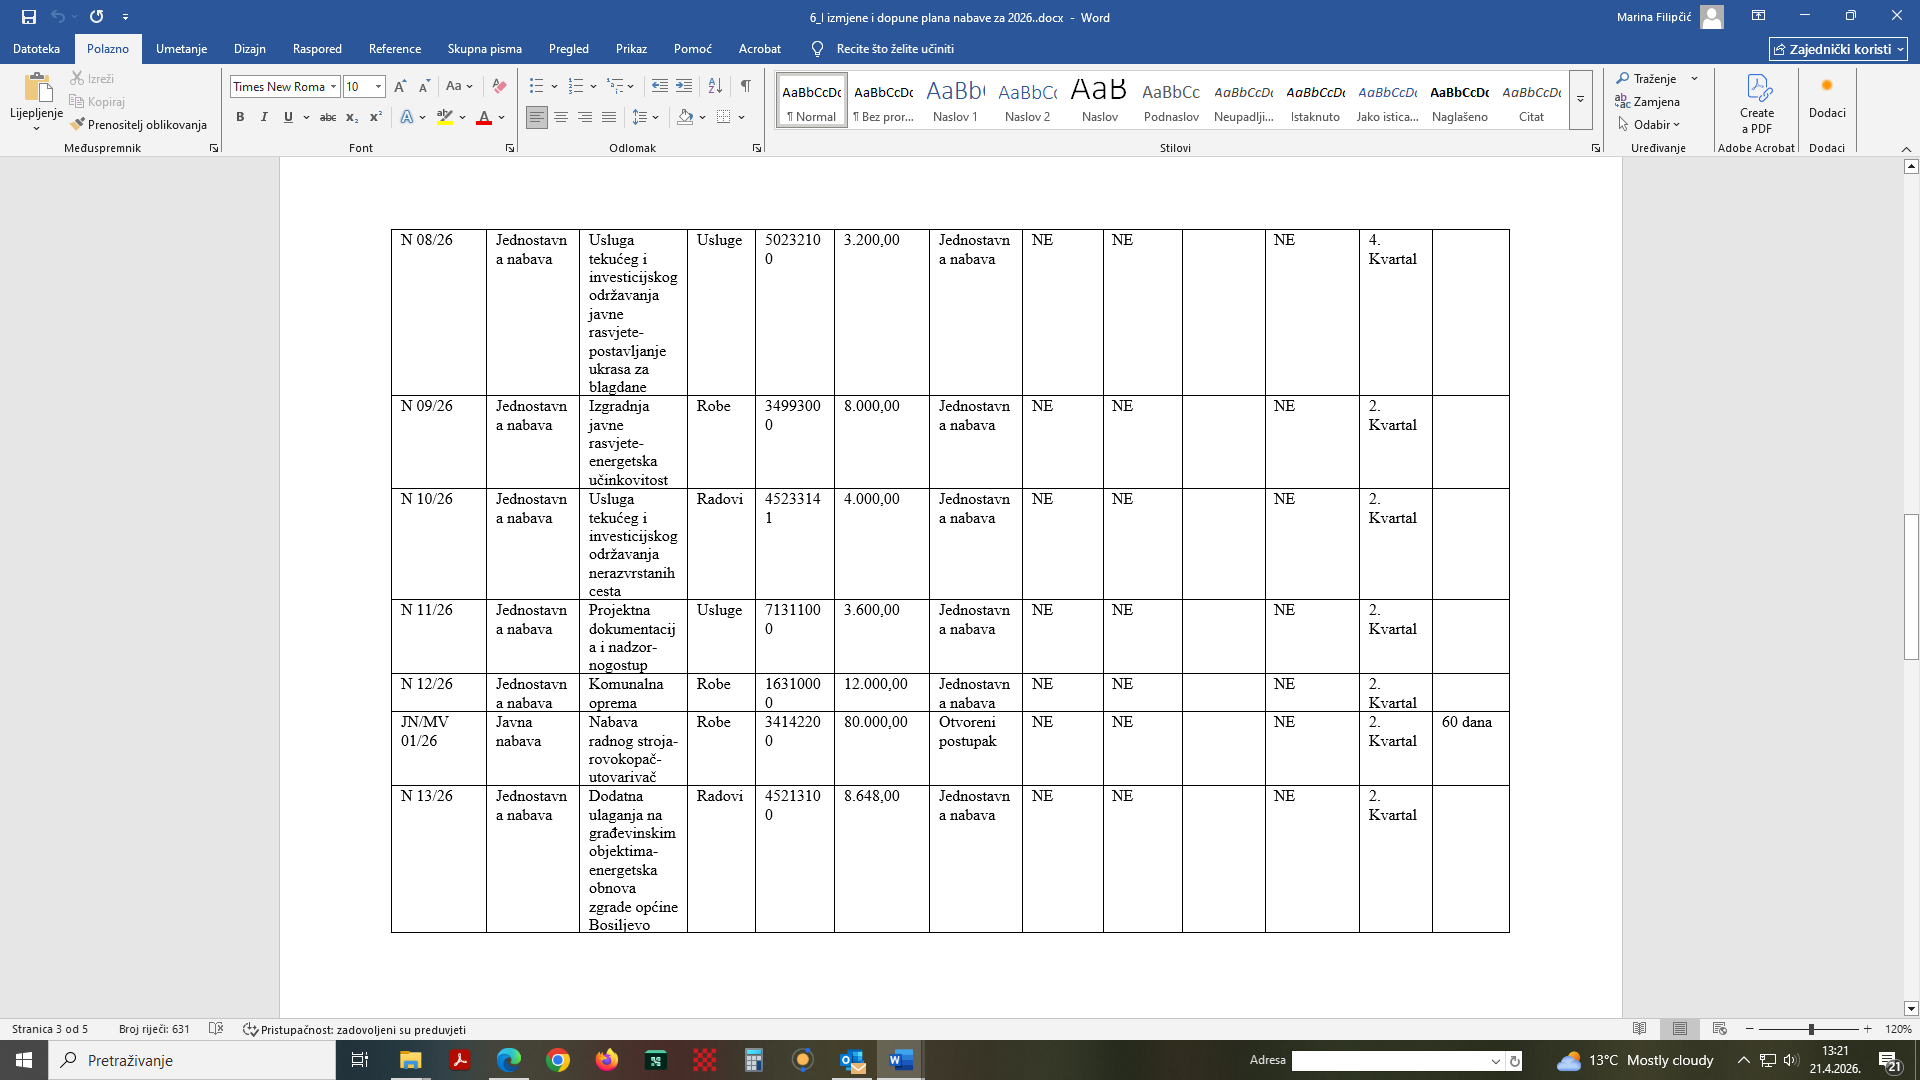 6_I izmjene i dopune plana nabave za 2026..docx - Word
Marina Filipčić
Datoteka Polazno Umetanje Dizajn Raspored Reference Skupna pisma Pregled Prikaz Pomoć Acrobat Recite što želite učiniti Zajednički koristi
Lijepljenje
Izreži
Kopiraj
Prenositelj oblikovanja
Times New Roma 10
Međuspremnik Font Odlomak Stilovi Uređivanje Adobe Acrobat Dodaci
AaBbCcDc AaBbCcDc AaBb( AaBbCc AaB AaBbCc AaBbCcDc AaBbCcDc AaBbCcDc AaBbCcDc AaBbCcDc
¶ Normal ¶ Bez pror... Naslov 1 Naslov 2 Naslov Podnaslov Neupadlji... Istaknuto Jako istica... Naglašeno Citat
Traženje
Zamjena
Odabir
Create
a PDF
Dodaci
N 08/26 Jednostavn Usluga Usluge 5023210 3.200,00 Jednostavn NE NE NE 4.
a nabava tekućeg i 0 a nabava Kvartal
investicijskog
održavanja
javne
rasvjete-
postavljanje
ukrasa za
blagdane
N 09/26 Jednostavn Izgradnja Robe 3499300 8.000,00 Jednostavn NE NE NE 2.
a nabava javne 0 a nabava Kvartal
rasvjete-
energetska
učinkovitost
N 10/26 Jednostavn Usluga Radovi 4523314 4.000,00 Jednostavn NE NE NE 2.
a nabava tekućeg i 1 a nabava Kvartal
investicijskog
održavanja
nerazvrstanih
cesta
N 11/26 Jednostavn Projektna Usluge 7131100 3.600,00 Jednostavn NE NE NE 2.
a nabava dokumentacij 0 a nabava Kvartal
a i nadzor-
nogostup
N 12/26 Jednostavn Komunalna Robe 1631000 12.000,00 Jednostavn NE NE NE 2.
a nabava oprema 0 a nabava Kvartal
JN/MV Javna Nabava Robe 3414220 80.000,00 Otvoreni NE NE NE 2. 60 dana
01/26 nabava radnog stroja- 0 postupak Kvartal
rovokopač-
utovarivač
N 13/26 Jednostavn Dodatna Radovi 4521310 8.648,00 Jednostavn NE NE NE 2.
a nabava ulaganja na 0 a nabava Kvartal
građevinskim
objektima-
energetska
obnova
zgrade općine
Bosiljevo
Stranica 3 od 5 Broj riječi: 631 Pristupačnost: zadovoljeni su preduvjeti 120%
Pretraživanje
Adresa
13°C Mostly cloudy
13:21
21.4.2026.
21